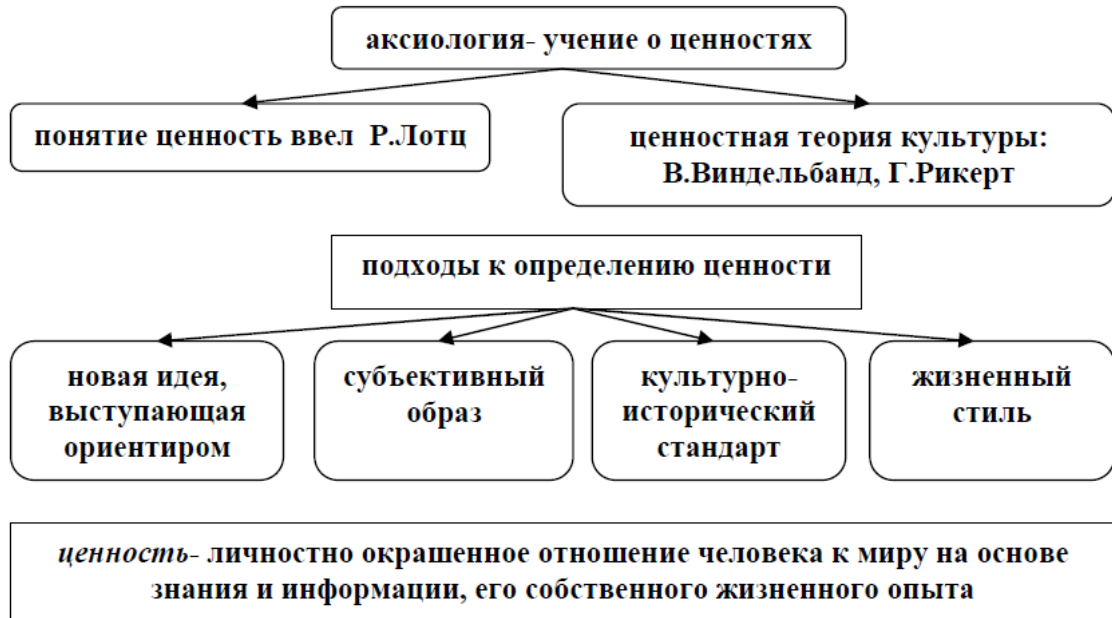 аксиология- учение о ценностях
понятие ценность ввел Р.Лотц
ценностная теория культуры:
В.Виндельбанд, Г.Рикерт
подходы к определению ценности
новая идея,
выступающая
ориентиром
субъективный
образ
культурно-
исторический
стандарт
жизненный
стиль
ценность- личностно окрашенное отношение человека к миру на основе
знания и информации, его собственного жизненного опыта